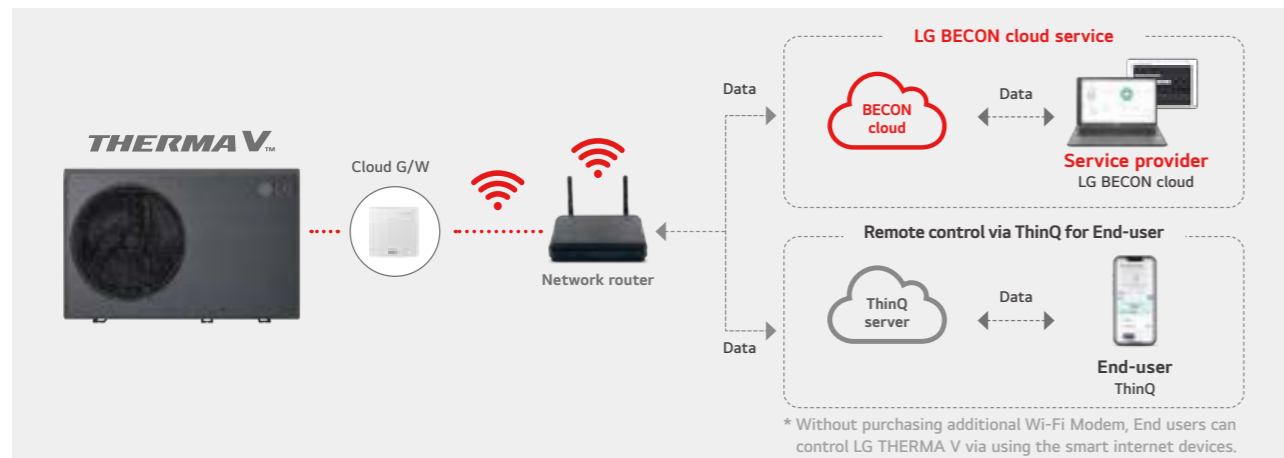 LG BECON cloud service
Data
BECON
cloud
Data
THERMA V™
Cloud G/W
Service provider
LG BECON cloud
Network router
Remote control via ThinQ for End-user
ThinQ
server
Data
Data
End-user
ThinQ
* Without purchasing additional Wi-Fi Modem, End users can
control LG THERMA V via using the smart internet devices.